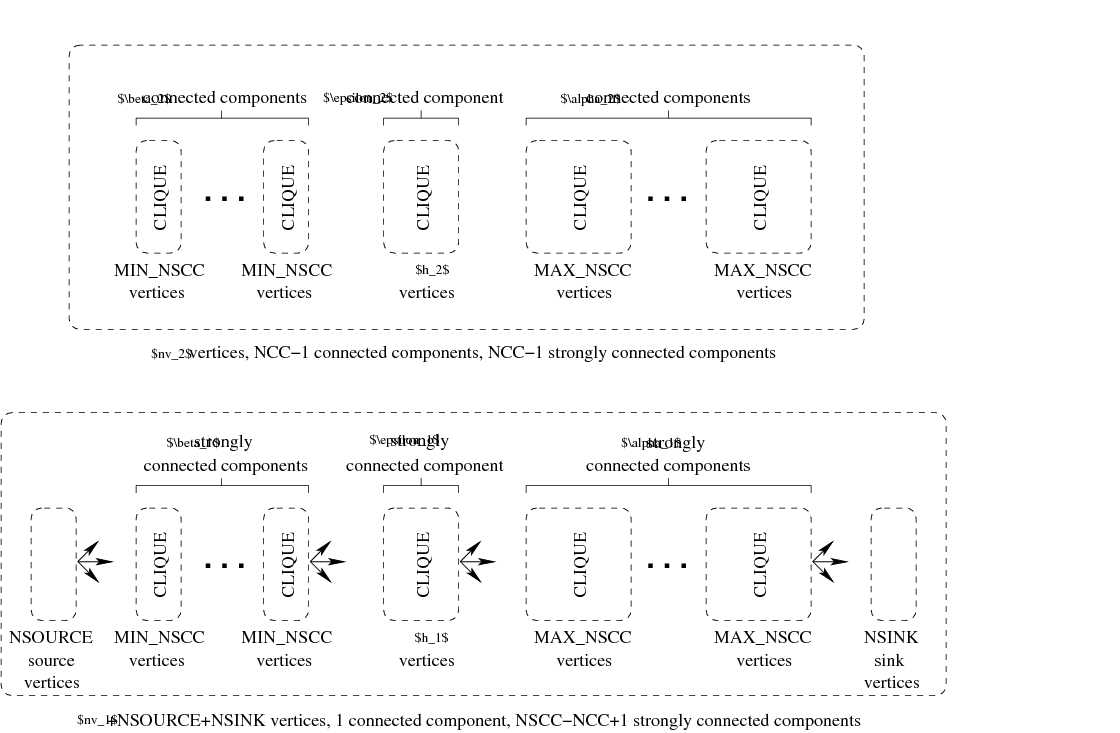 $\beta_2$ connected components $\epsilon_2$ connected component $\alpha_2$ connected components
CLIQUE ... CLIQUE CLIQUE CLIQUE ... CLIQUE
MIN_NSCC MIN_NSCC $h_2$ MAX_NSCC MAX_NSCC
vertices vertices vertices vertices vertices
$nv_2$ vertices, NCC−1 connected components, NCC−1 strongly connected components
$\beta_1$ strongly $\epsilon_1$ strongly $\alpha_1$ strongly
connected components connected component connected components
CLIQUE ... CLIQUE CLIQUE CLIQUE ... CLIQUE
NSOURCE MIN_NSCC MIN_NSCC $h_1$ MAX_NSCC MAX_NSCC NSINK
source vertices vertices vertices vertices vertices sink
vertices vertices
$nv_1$+NSOURCE+NSINK vertices, 1 connected component, NSCC−NCC+1 strongly connected components